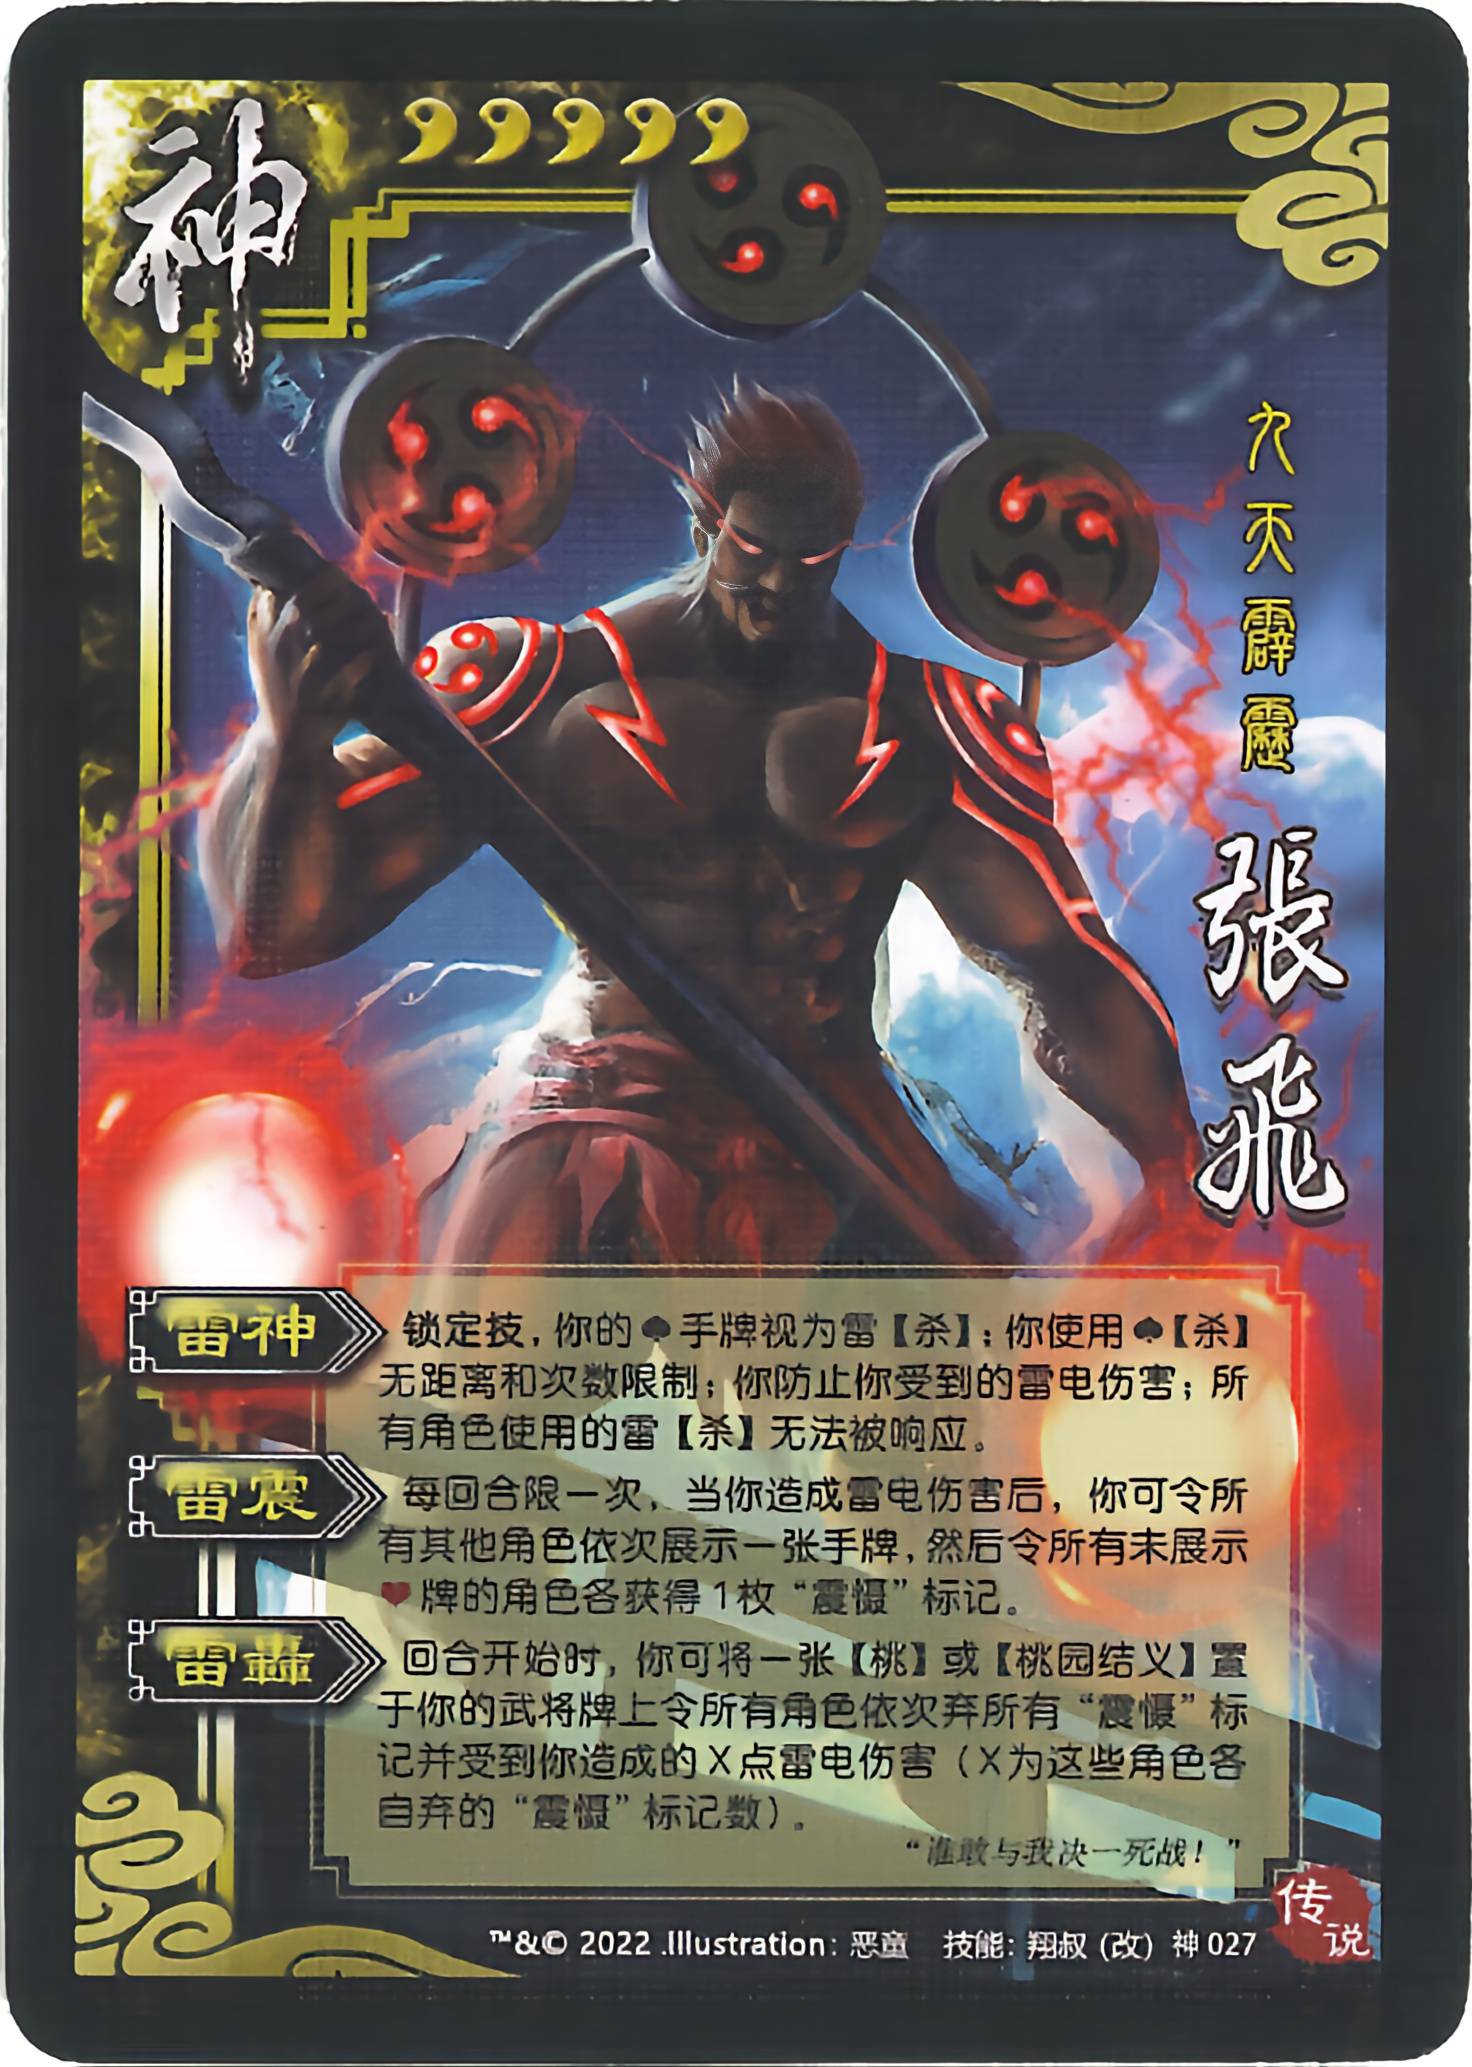 神
九天霹靂
張飛
雷神
锁定技，你的♠手牌视为雷【杀】；你使用♠【杀】
无距离和次数限制；你防止你受到的雷电伤害；所
有角色使用的雷【杀】无法被响应。
雷震
每回合限一次，当你造成雷电伤害后，你可令所
有其他角色依次展示一张手牌，然后令所有未展示
♥牌的角色各获得1枚“震慑”标记。
雷轟
回合开始时，你可将一张【桃】或【桃园结义】置
于你的武将牌上令所有角色依次弃所有“震慑”标
记并受到你造成的X点雷电伤害（X为这些角色各
自弃的“震慑”标记数）。
“谁敢与我决一死战！”
™&© 2022 .Illustration: 恶童 技能: 翔叔 (改) 神 027
传说